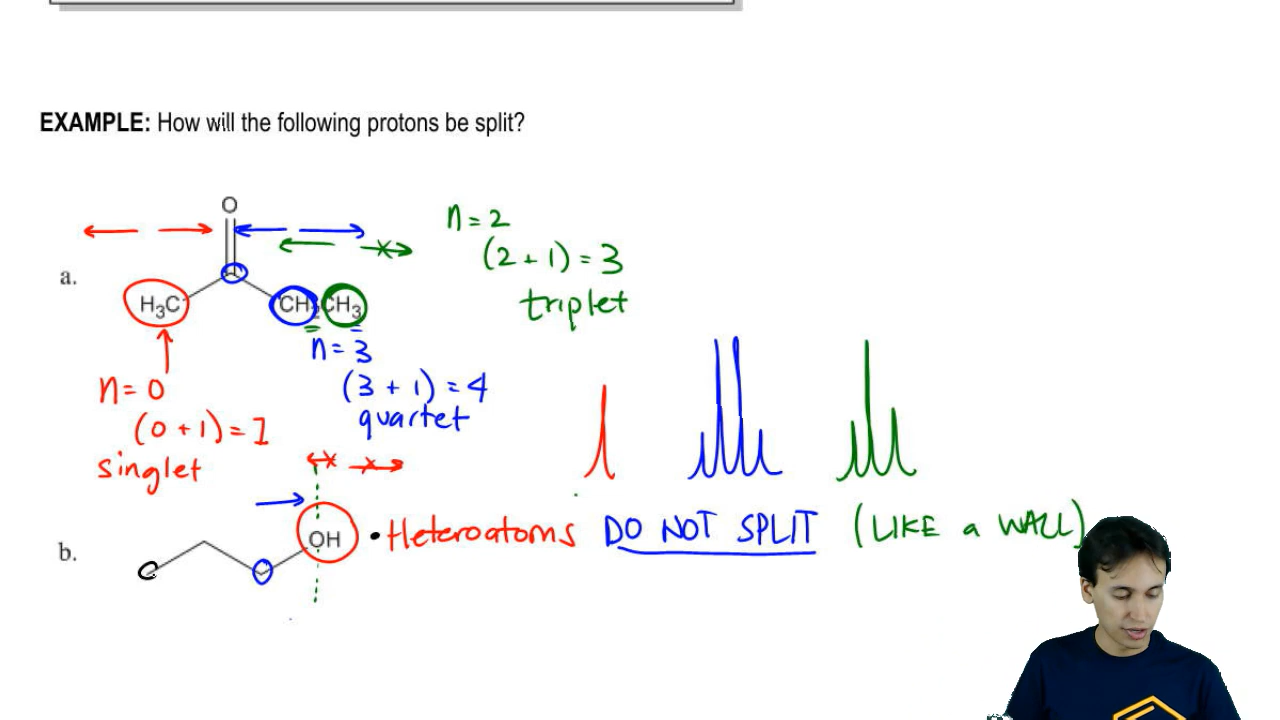 EXAMPLE: How will the following protons be split?
O
a.
H₃C
CH₂CH₃
n = 2
(2 + 1) = 3
triplet
n = 3
(3 + 1) = 4
quartet
n = 0
(0 + 1) = 1
singlet
b.
OH
• Heteroatoms DO NOT SPLIT (LIKE a WALL)